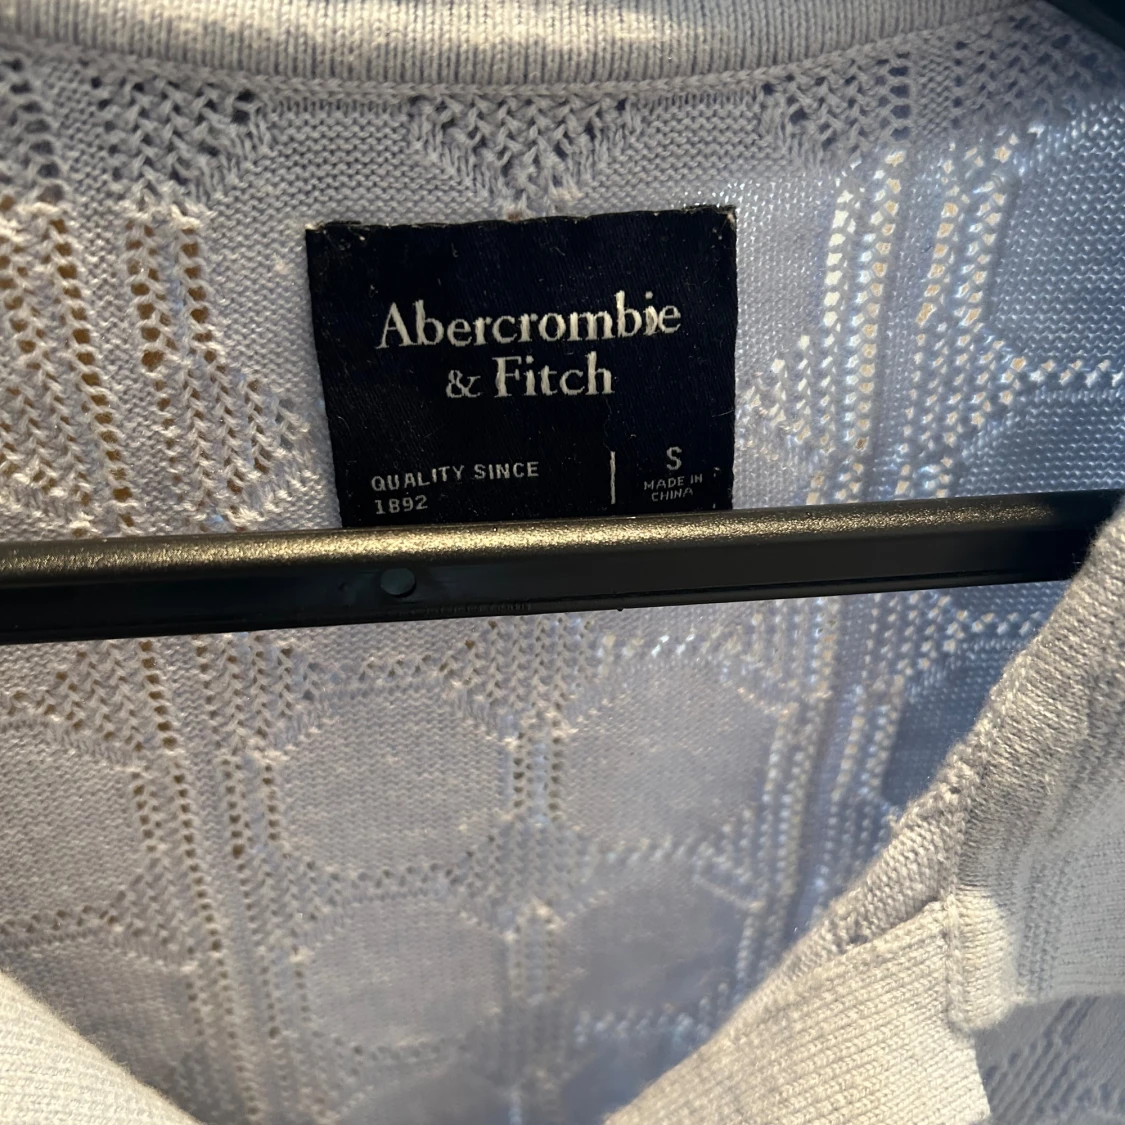 Abercrombie
& Fitch
QUALITY SINCE
1892
S
MADE IN
CHINA